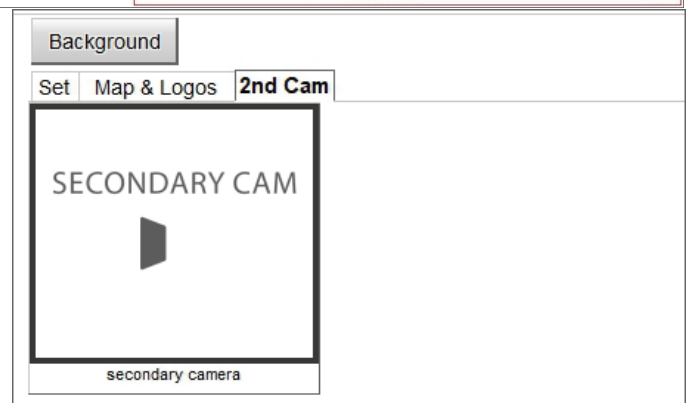 Background
Set Map & Logos 2nd Cam
SECONDARY CAM
secondary camera